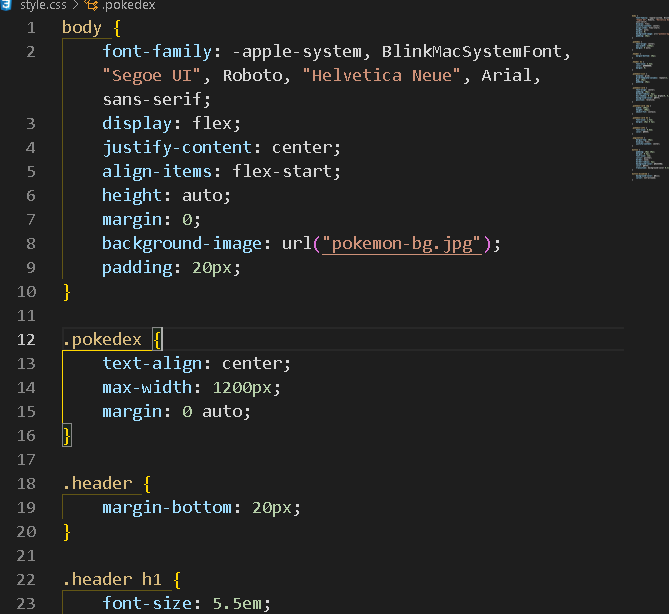 style.css > .pokedex
1 body {
2 font-family: -apple-system, BlinkMacSystemFont,
"Segoe UI", Roboto, "Helvetica Neue", Arial,
sans-serif;
3 display: flex;
4 justify-content: center;
5 align-items: flex-start;
6 height: auto;
7 margin: 0;
8 background-image: url("pokemon-bg.jpg");
9 padding: 20px;
10 }
11
12 .pokedex {
13 text-align: center;
14 max-width: 1200px;
15 margin: 0 auto;
16 }
17
18 .header {
19 margin-bottom: 20px;
20 }
21
22 .header h1 {
23 font-size: 5.5em;